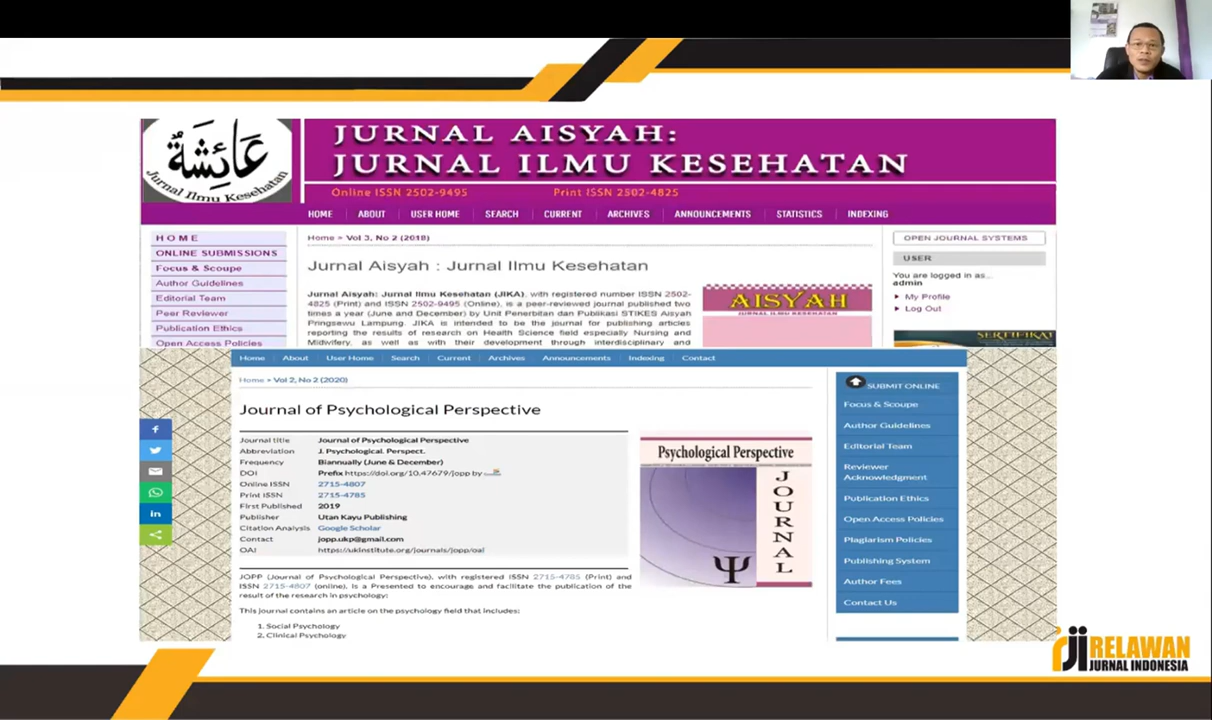 عَائِشَة
Jurnal Ilmu Kesehatan
JURNAL AISYAH:
JURNAL ILMU KESEHATAN
Online ISSN 2502-9495 Print ISSN 2502-4825
HOME ABOUT USER HOME SEARCH CURRENT ARCHIVES ANNOUNCEMENTS STATISTICS INDEXING
HOME
ONLINE SUBMISSIONS
Focus & Scoupe
Author Guidelines
Editorial Team
Peer Reviewer
Publication Ethics
Open Access Policies
Home > Vol 3, No 2 (2018)
Jurnal Aisyah : Jurnal Ilmu Kesehatan
Jurnal Aisyah: Jurnal Ilmu Kesehatan (JIKA), with registered number ISSN 2502-
4825 (Print) and ISSN 2502-9495 (Online), is a peer-reviewed journal published two
times a year (June and December) by Unit Penerbitan dan Publikasi STIKES Aisyah
Pringsewu Lampung. JIKA is intended to be the journal for publishing articles
reporting the results of research on Health Science field especially Nursing and
Midwifery, as well as with their development through interdisciplinary and
AISYAH
JURNAL ILMU KESEHATAN
OPEN JOURNAL SYSTEMS
USER
You are logged in as...
admin
My Profile
Log Out
SERTIFIKAT
Home About User Home Search Current Archives Announcements Indexing Contact
Home > Vol 2, No 2 (2020)
Journal of Psychological Perspective
Journal title Journal of Psychological Perspective
Abbreviation J. Psychological. Perspect.
Frequency Biannually (June & December)
DOI Prefix https://doi.org/10.47679/jopp by
Online ISSN 2715-4807
Print ISSN 2715-4785
First Published 2019
Publisher Utan Kayu Publishing
Citation Analysis Google Scholar
Contact jopp.ukp@gmail.com
OAI https://ukinstitute.org/journals/jopp/oai
JOPP (Journal of Psychological Perspective), with registered ISSN 2715-4785 (Print) and
ISSN 2715-4807 (online), is a Presented to encourage and facilitate the publication of the
result of the research in psychology:
This journal contains an article on the psychology field that includes:
1. Social Psychology
2. Clinical Psychology
Psychological Perspective
JOURNAL
Ψ
SUBMIT ONLINE
Focus & Scoupe
Author Guidelines
Editorial Team
Reviewer
Acknowledgment
Publication Ethics
Open Access Policies
Plagiarism Policies
Publishing System
Author Fees
Contact Us
f
in
rji RELAWAN
JURNAL INDONESIA